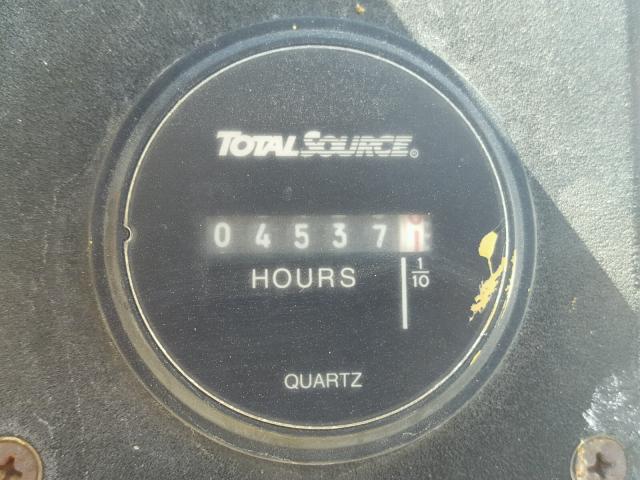 TOTALSOURCE®
04537
HOURS 1/10
QUARTZ